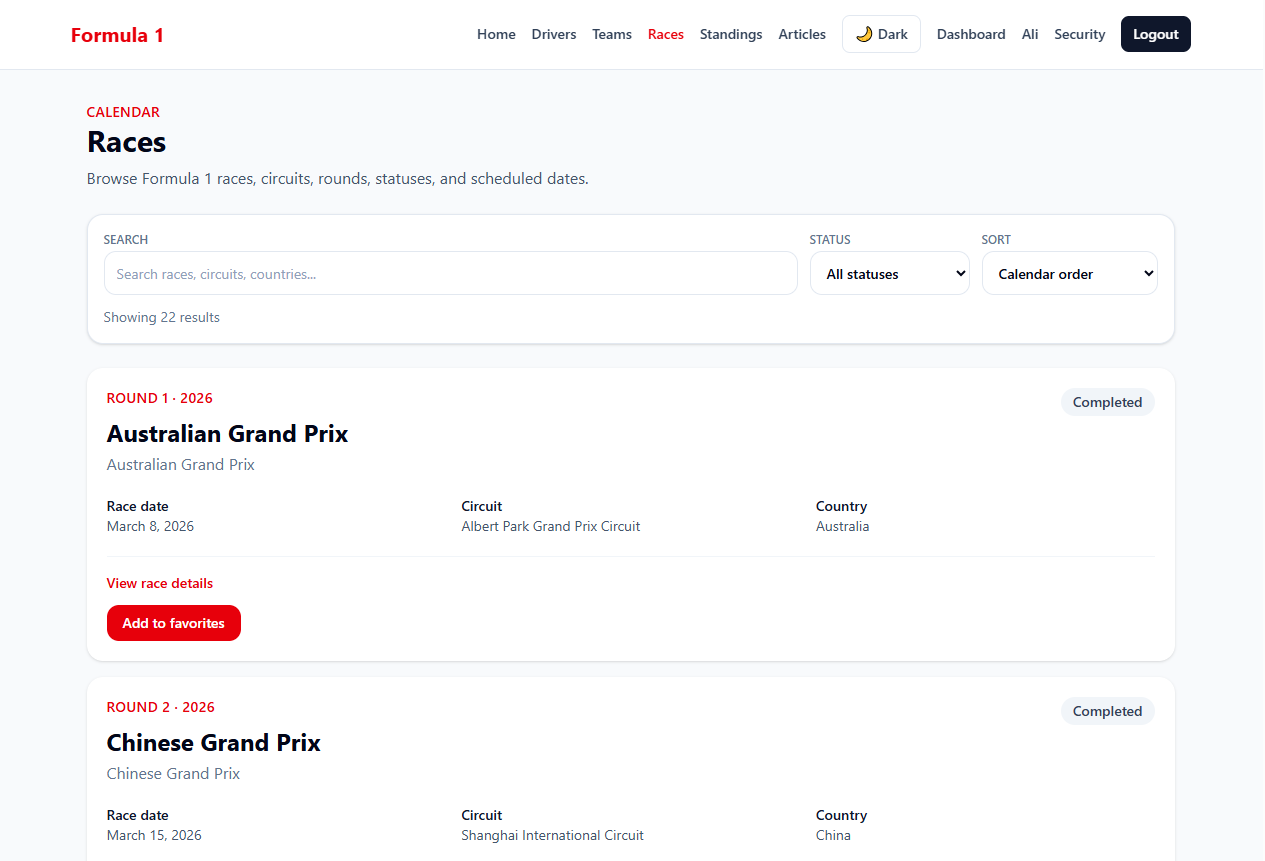 Formula 1
Home Drivers Teams Races Standings Articles 🌙 Dark Dashboard Ali Security Logout
CALENDAR
Races
Browse Formula 1 races, circuits, rounds, statuses, and scheduled dates.
SEARCH STATUS SORT
Search races, circuits, countries... All statuses Calendar order
Showing 22 results
ROUND 1 · 2026 Completed
Australian Grand Prix
Australian Grand Prix
Race date Circuit Country
March 8, 2026 Albert Park Grand Prix Circuit Australia
View race details
Add to favorites
ROUND 2 · 2026 Completed
Chinese Grand Prix
Chinese Grand Prix
Race date Circuit Country
March 15, 2026 Shanghai International Circuit China